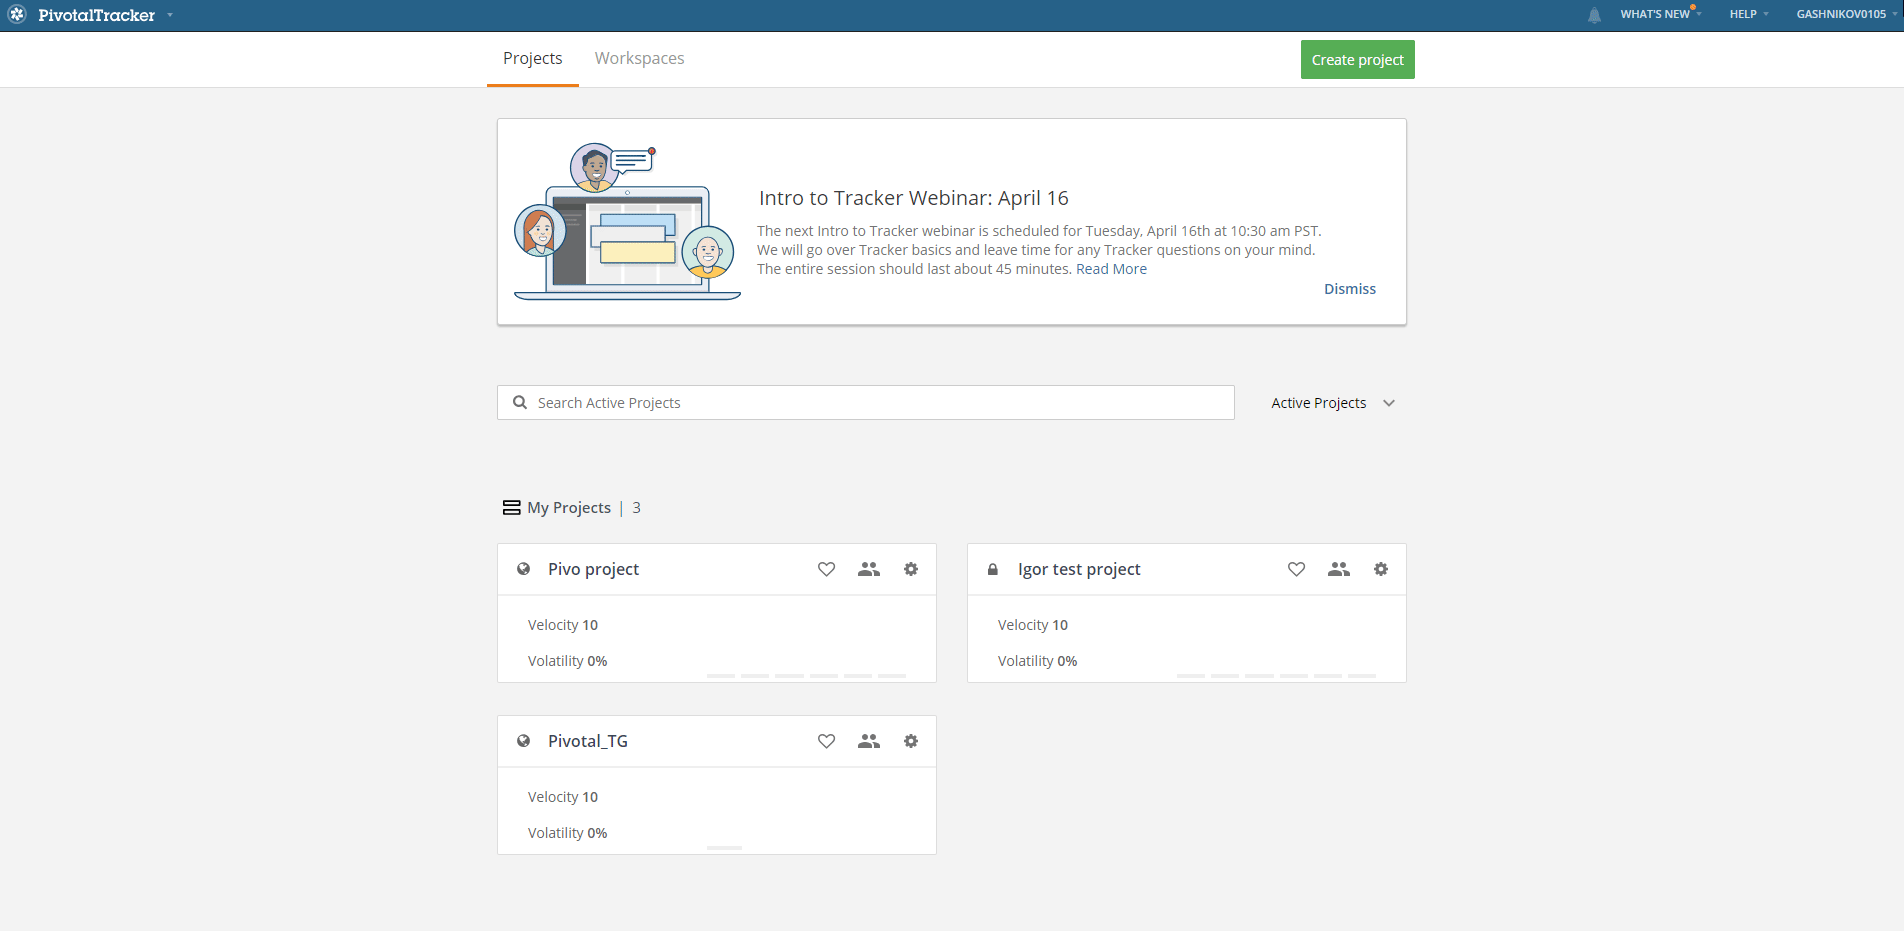 PivotalTracker
WHAT'S NEW
HELP
GASHNIKOV0105
Projects
Workspaces
Create project
Intro to Tracker Webinar: April 16
The next Intro to Tracker webinar is scheduled for Tuesday, April 16th at 10:30 am PST.
We will go over Tracker basics and leave time for any Tracker questions on your mind.
The entire session should last about 45 minutes. Read More
Dismiss
Search Active Projects
Active Projects
My Projects | 3
Pivo project
Velocity 10
Volatility 0%
Igor test project
Velocity 10
Volatility 0%
Pivotal_TG
Velocity 10
Volatility 0%